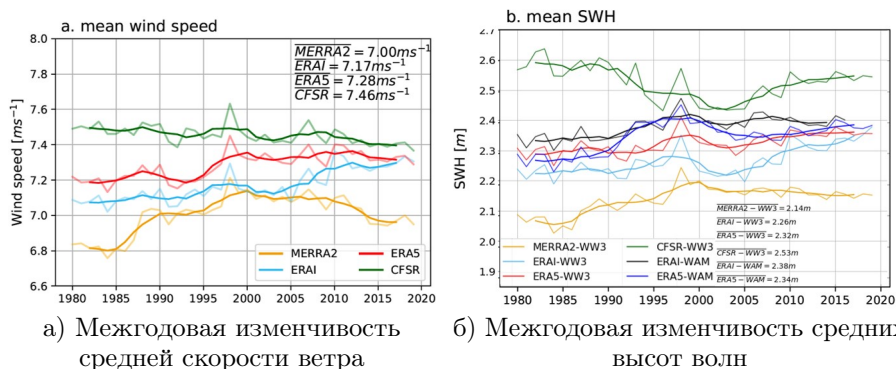 a. mean wind speed
8.0
7.8
7.6
7.4
7.2
7.0
6.8
6.6
Wind speed [ms⁻¹]
MERRA2 = 7.00ms⁻¹
ERAI = 7.17ms⁻¹
ERA5 = 7.28ms⁻¹
CFSR = 7.46ms⁻¹
MERRA2 ERA5
ERAI CFSR
1980 1985 1990 1995 2000 2005 2010 2015 2020
а) Межгодовая изменчивость
средней скорости ветра
b. mean SWH
2.7
2.6
2.5
2.4
2.3
2.2
2.1
2.0
1.9
SWH [m]
MERRA2−WW3 = 2.14m
ERAI−WW3 = 2.26m
ERA5−WW3 = 2.32m
CFSR−WW3 = 2.53m
ERAI−WAM = 2.38m
ERA5−WAM = 2.34m
MERRA2-WW3 CFSR-WW3
ERAI-WW3 ERAI-WAM
ERA5-WW3 ERA5-WAM
1980 1985 1990 1995 2000 2005 2010 2015 2020
б) Межгодовая изменчивость средних
высот волн